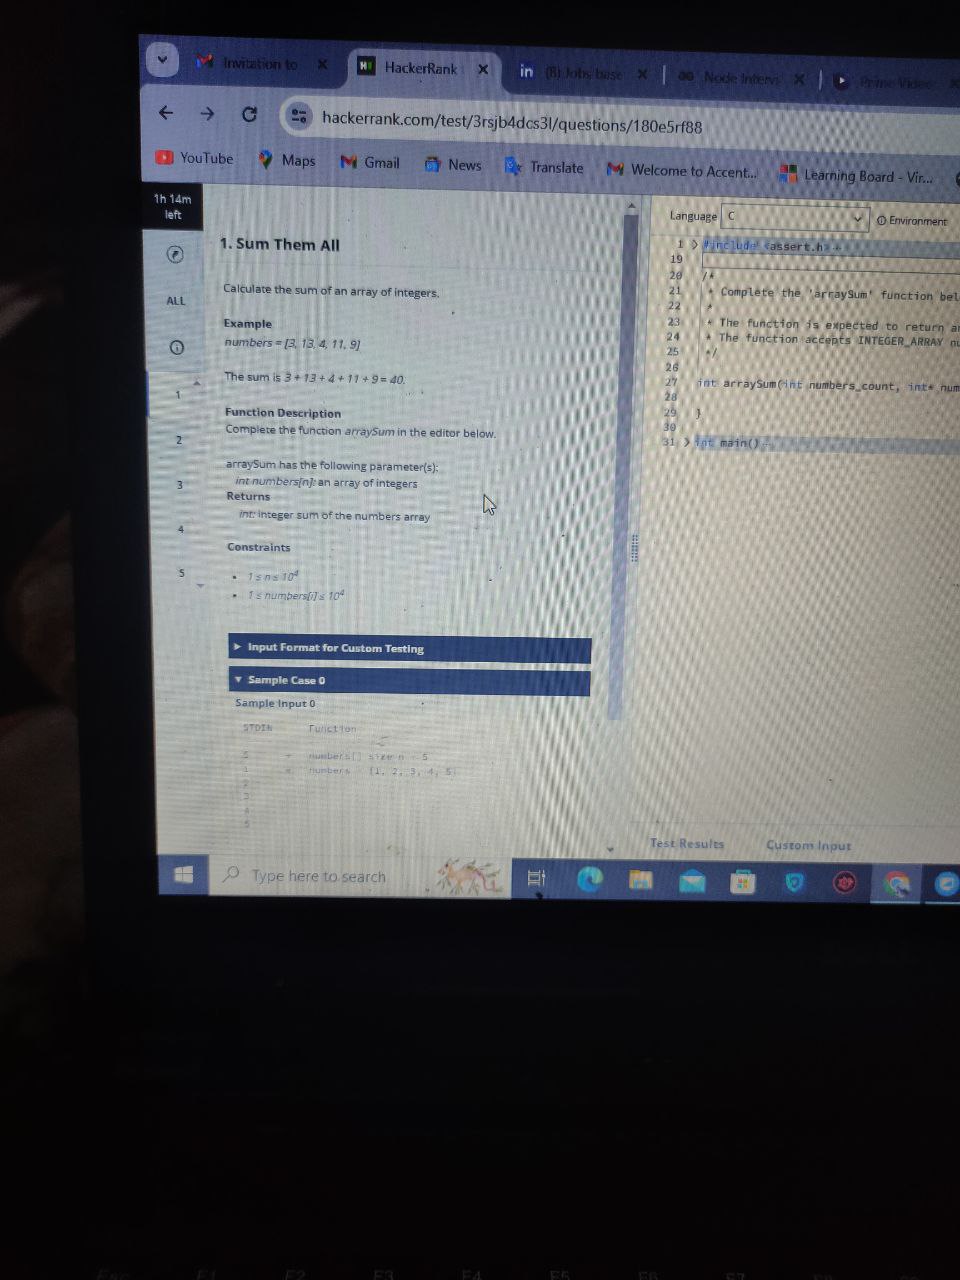 Invitation to
HackerRank
in (8) Jobs base
Node Interv
Prime Video:
hackerrank.com/test/3rsjb4dcs3l/questions/180e5rf88
YouTube Maps Gmail News Translate Welcome to Accent... Learning Board - Vir...
1h 14m
left
ALL
1
2
3
4
5
1. Sum Them All
Calculate the sum of an array of integers.
Example
numbers = [3, 13, 4, 11, 9]
The sum is 3 + 13 + 4 + 11 + 9 = 40.
Function Description
Complete the function arraySum in the editor below.
arraySum has the following parameter(s):
int numbers[n]: an array of integers
Returns
int: integer sum of the numbers array
Constraints
• 1 ≤ n ≤ 10⁴
• 1 ≤ numbers[i] ≤ 10⁴
Input Format for Custom Testing
Sample Case 0
Sample Input 0
STDIN Function
5 → numbers[] size n = 5
1 → numbers = [1, 2, 3, 4, 5]
2
3
4
5
Language C Environment
1 #include <assert.h>
19
20 /*
21 * Complete the 'arraySum' function bel
22 *
23 * The function is expected to return a
24 * The function accepts INTEGER_ARRAY nu
25 */
26
27 int arraySum(int numbers_count, int* num
28
29 }
30
31 int main()
Test Results Custom Input
Type here to search
F1 F2 F3 F4 F5 F6 F7